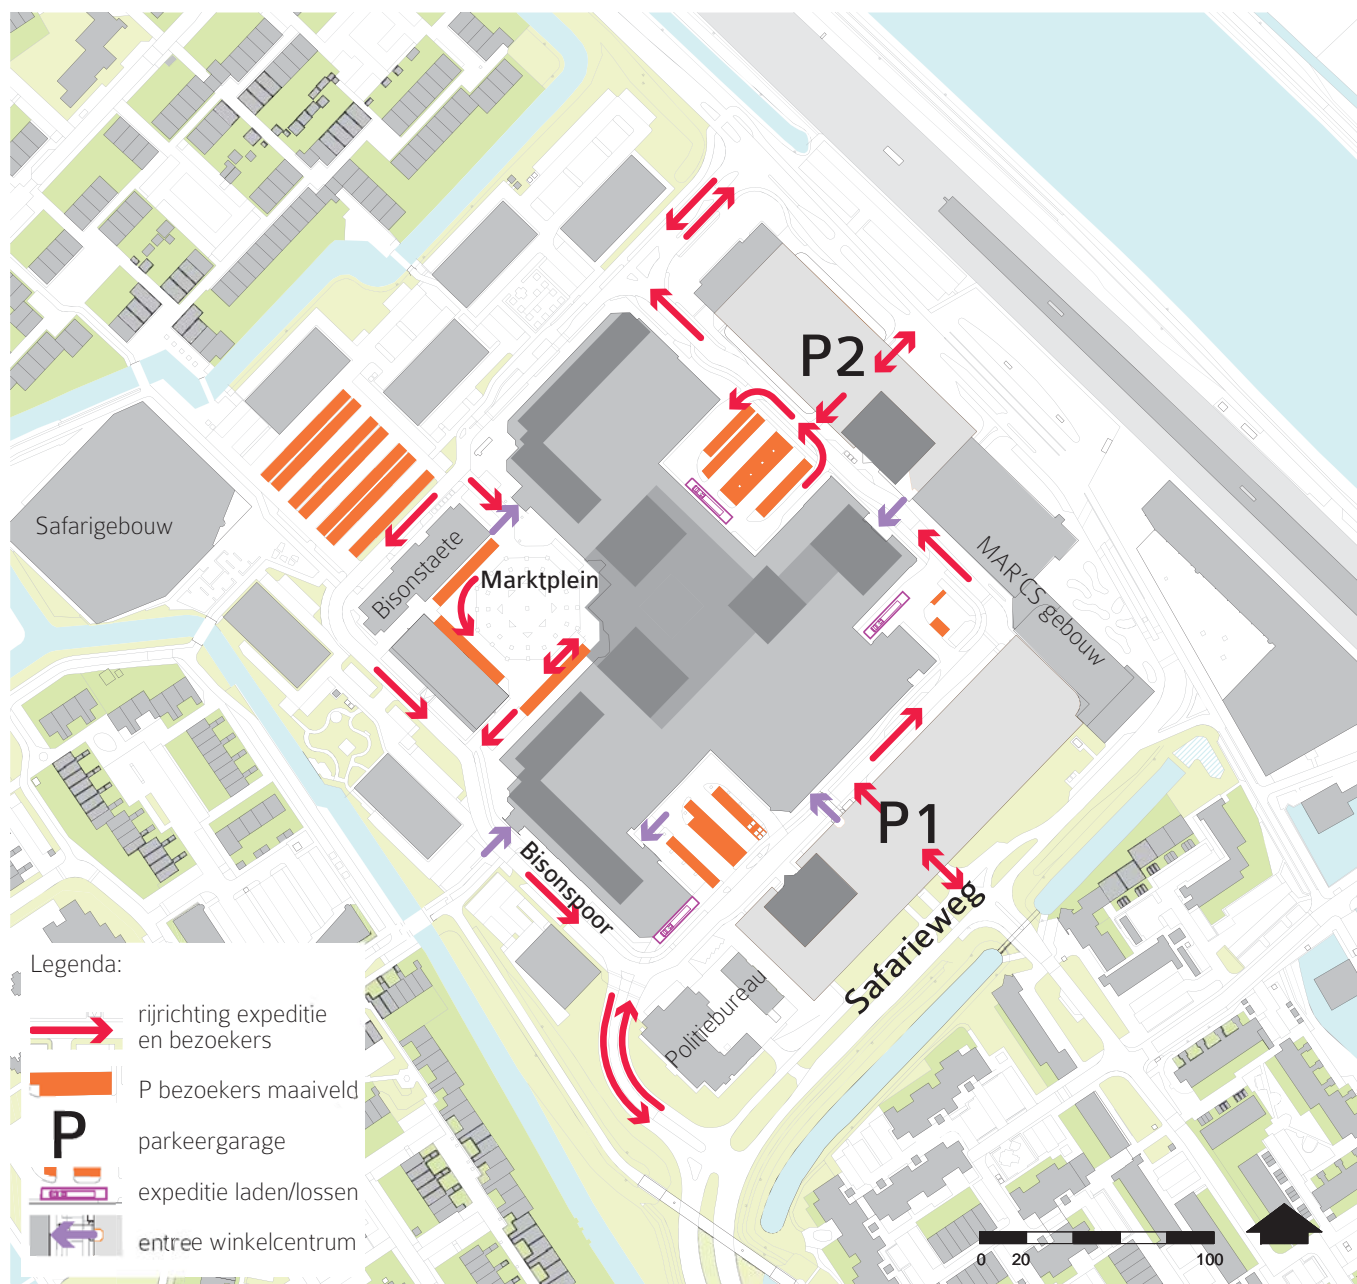 P2
Safarigebouw
Bisonstaete
Marktplein
MAR'CS gebouw
P1
Bisonspoor
Safarieweg
Politiebureau
Legenda:
rijrichting expeditie
en bezoekers
P bezoekers maaiveld
P
parkeergarage
expeditie laden/lossen
entree winkelcentrum
0 20 100